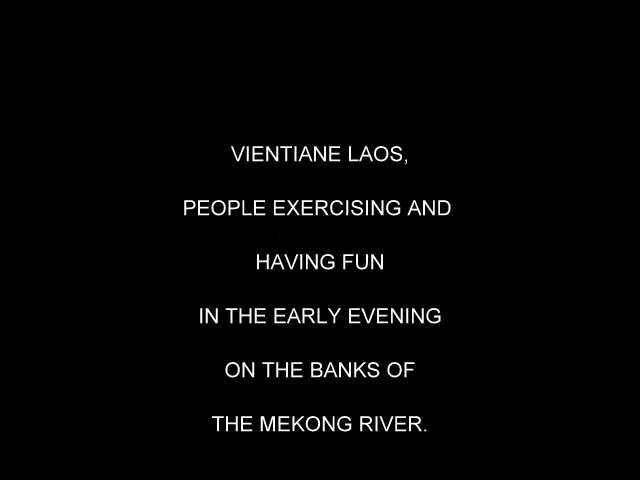 VIENTIANE LAOS,
PEOPLE EXERCISING AND
HAVING FUN
IN THE EARLY EVENING
ON THE BANKS OF
THE MEKONG RIVER.